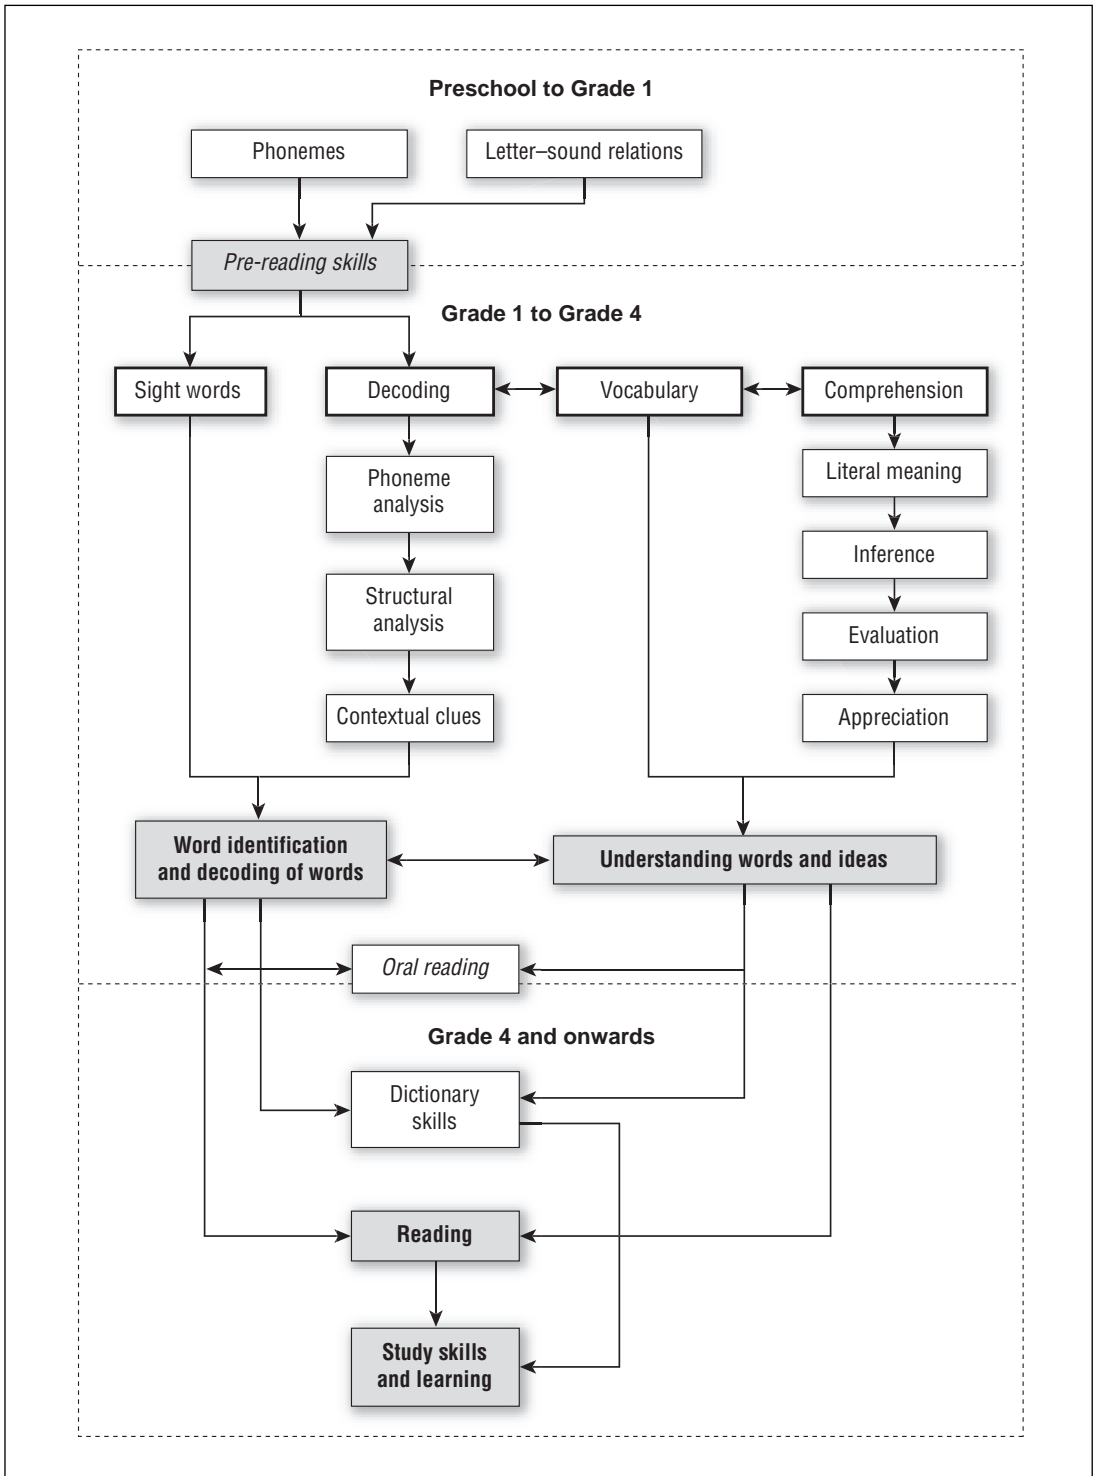 Preschool to Grade 1
Phonemes
Letter–sound relations
Pre-reading skills
Grade 1 to Grade 4
Sight words
Decoding
Vocabulary
Comprehension
Phoneme
analysis
Literal meaning
Inference
Structural
analysis
Evaluation
Contextual clues
Appreciation
Word identification
and decoding of words
Understanding words and ideas
Oral reading
Grade 4 and onwards
Dictionary
skills
Reading
Study skills
and learning